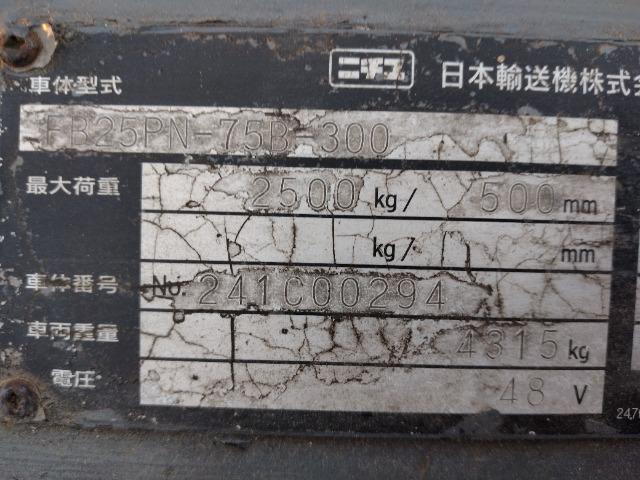 ニチユ 日本輸送機株式
車体型式
FB25PN-75B-300
最大荷重 2500 kg/ 500 mm
kg/ mm
車体番号 No. 241C00294
車両重量 4315 kg
電圧 48 V